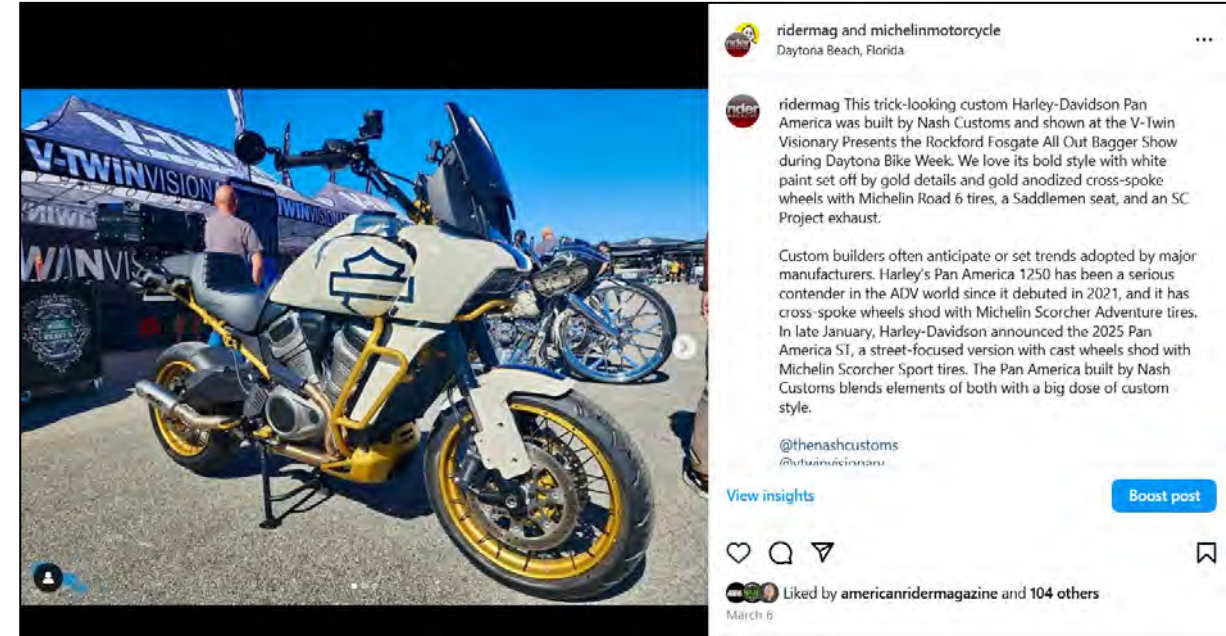 ridermag and michelinmotorcycle
Daytona Beach, Florida
ridermag This trick-looking custom Harley-Davidson Pan
America was built by Nash Customs and shown at the V-Twin
Visionary Presents the Rockford Fosgate All Out Bagger Show
during Daytona Bike Week. We love its bold style with white
paint set off by gold details and gold anodized cross-spoke
wheels with Michelin Road 6 tires, a Saddlemen seat, and an SC
Project exhaust.
Custom builders often anticipate or set trends adopted by major
manufacturers. Harley's Pan America 1250 has been a serious
contender in the ADV world since it debuted in 2021, and it has
cross-spoke wheels shod with Michelin Scorcher Adventure tires.
In late January, Harley-Davidson announced the 2025 Pan
America ST, a street-focused version with cast wheels shod with
Michelin Scorcher Sport tires. The Pan America built by Nash
Customs blends elements of both with a big dose of custom
style.
@thenashcustoms
@vtwinvisionary
View insights
Boost post
Liked by americanridermagazine and 104 others
March 6
V-TWIN
V-TWINVISION
rider
rider